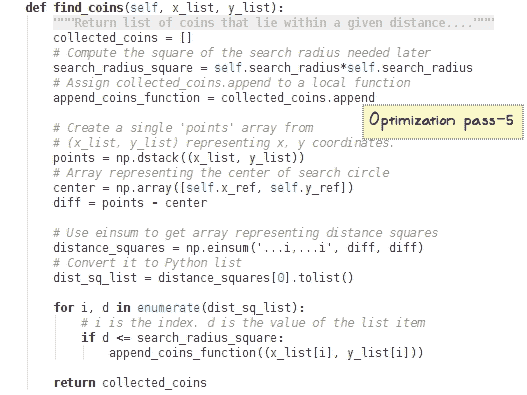 def find_coins(self, x_list, y_list):
    """Return list of coins that lie within a given distance...."""
    collected_coins = []
    # Compute the square of the search radius needed later
    search_radius_square = self.search_radius*self.search_radius
    # Assign collected_coins.append to a local function
    append_coins_function = collected_coins.append
Optimization pass-5
    # Create a single 'points' array from
    # (x_list, y_list) representing x, y coordinates.
    points = np.dstack((x_list, y_list))
    # Array representing the center of search circle
    center = np.array([self.x_ref, self.y_ref])
    diff = points - center
    # Use einsum to get array representing distance squares
    distance_squares = np.einsum('...i,...i', diff, diff)
    # Convert it to Python list
    dist_sq_list = distance_squares[0].tolist()
    for i, d in enumerate(dist_sq_list):
        # i is the index. d is the value of the list item
        if d <= search_radius_square:
            append_coins_function((x_list[i], y_list[i]))
    return collected_coins